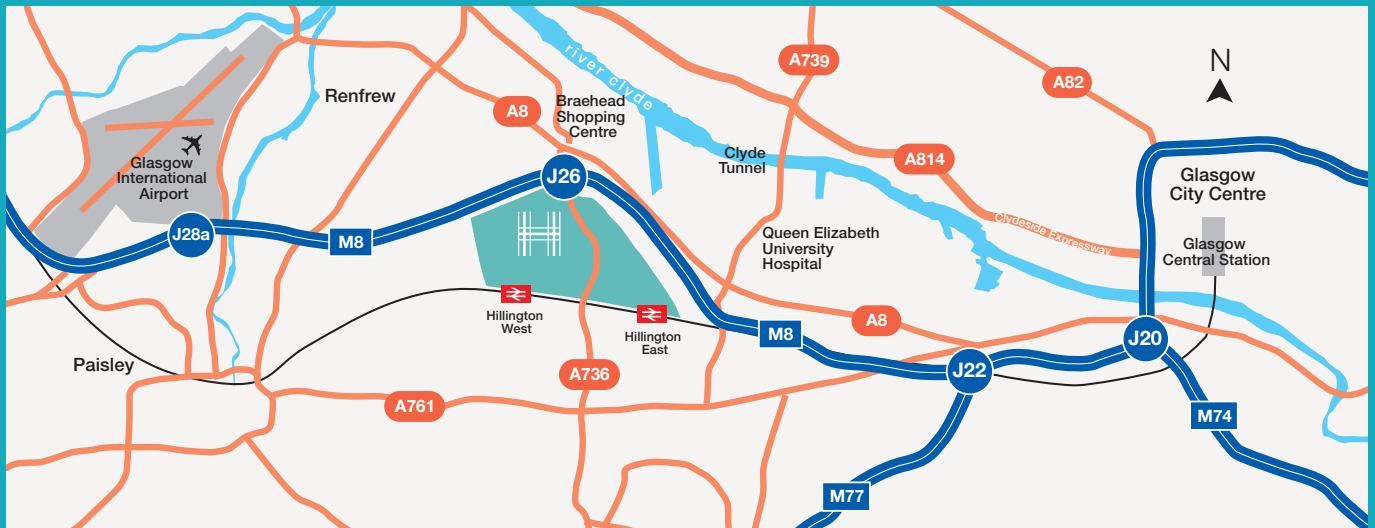 river clyde
A739
N
A82
Renfrew
A8
Braehead
Shopping
Centre
Clyde
Tunnel
A814
Glasgow
International
Airport
J26
Glasgow
City Centre
J28a
M8
Clydeside Expressway
Queen Elizabeth
University
Hospital
Glasgow
Central Station
Hillington
West
Hillington
East
A8
M8
J20
Paisley
A736
J22
A761
M74
M77